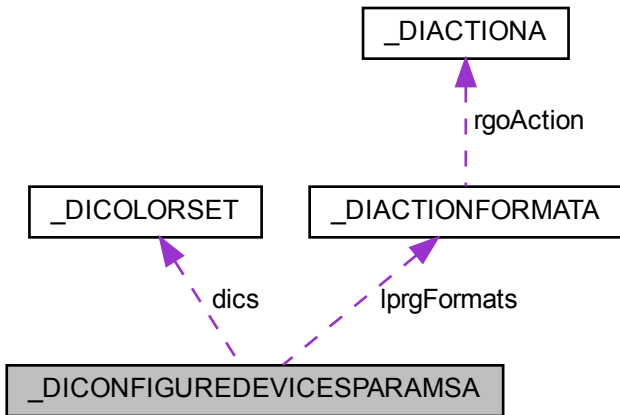 _DIACTIONA
rgoAction
_DICOLORSET
_DIACTIONFORMATA
dics
lprgFormats
_DICONFIGUREDEVICESPARAMSA